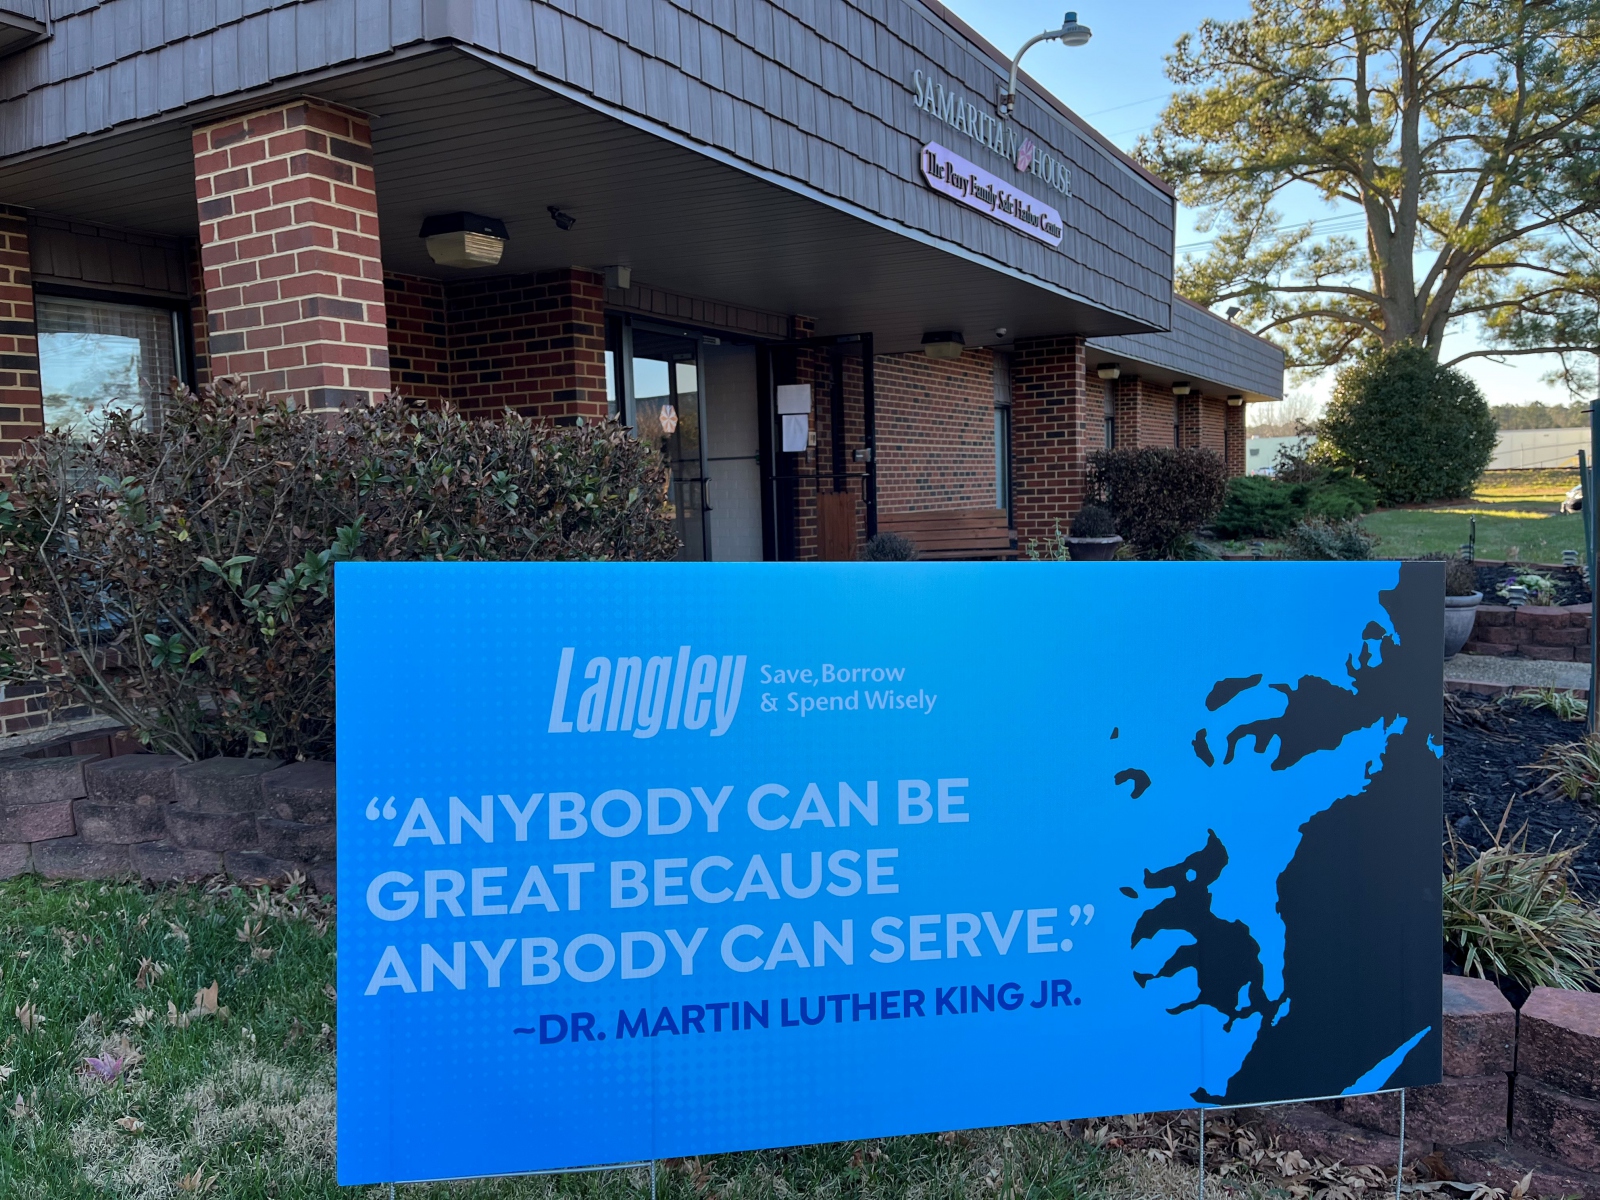 SAMARITAN HOUSE
The Perry Family Safe Harbor Center
Langley
Save, Borrow
& Spend Wisely
“ANYBODY CAN BE
GREAT BECAUSE
ANYBODY CAN SERVE.”
~DR. MARTIN LUTHER KING JR.